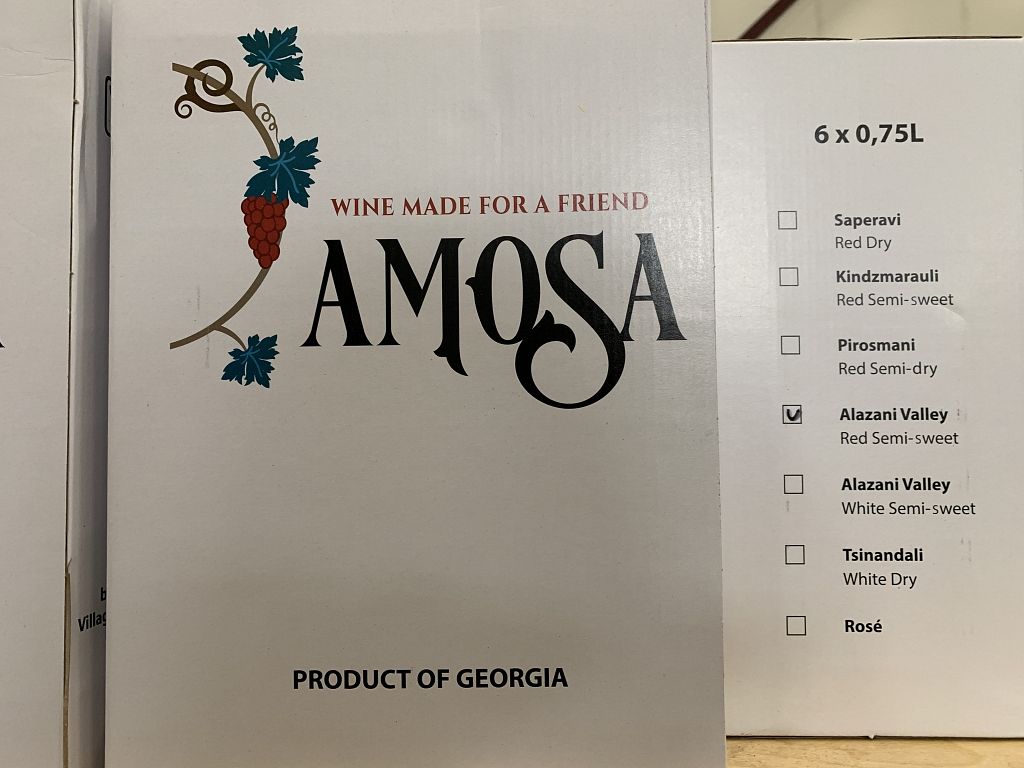 WINE MADE FOR A FRIEND
AMOSA
PRODUCT OF GEORGIA
6 x 0,75L
Saperavi
Red Dry
Kindzmarauli
Red Semi-sweet
Pirosmani
Red Semi-dry
Alazani Valley
Red Semi-sweet
Alazani Valley
White Semi-sweet
Tsinandali
White Dry
Rosé